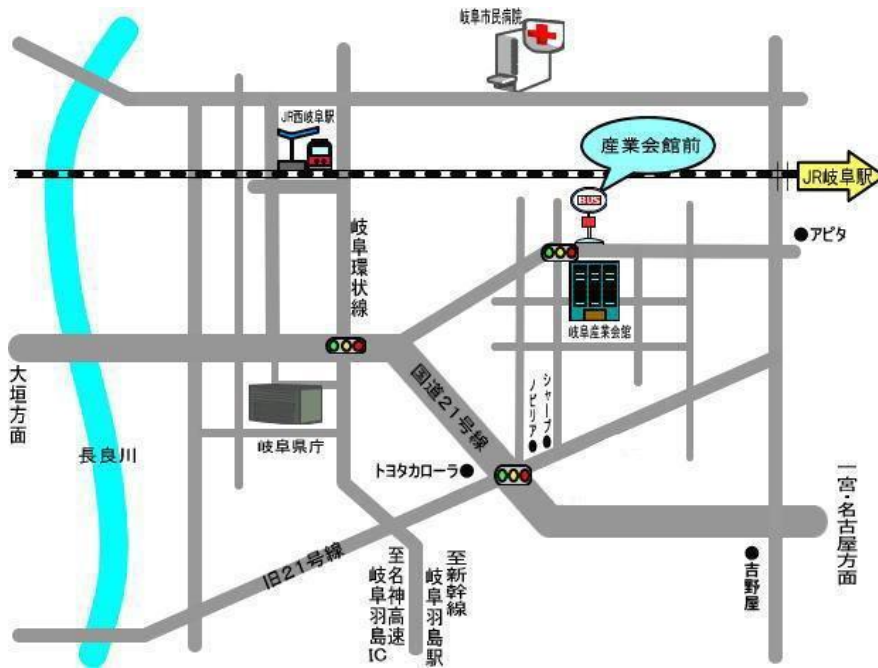 岐阜市民病院
JR西岐阜駅
産業会館前
JR岐阜駅
BUS
岐阜環状線
アピタ
岐阜産業会館
大垣方面
国道21号線
シャープ
ノビリア
岐阜県庁
長良川
トヨタカローラ
一宮・名古屋方面
旧21号線
吉野屋
至新幹線
岐阜羽島駅
至名神高速
岐阜羽島IC